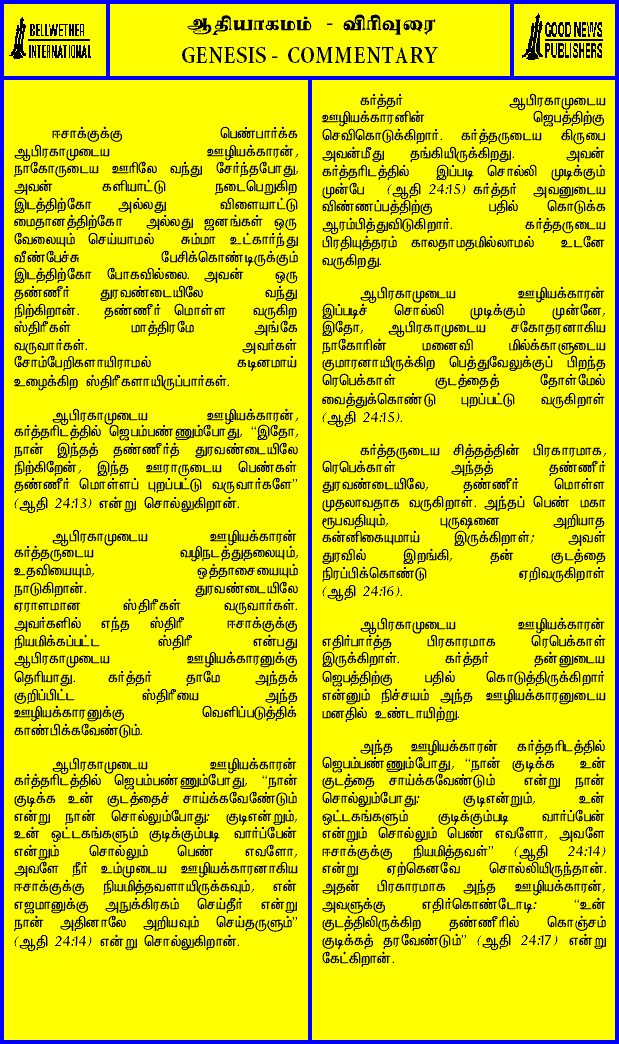 BELLWETHER
INTERNATIONAL
ஆதியாகமம் - விரிவுரை
GENESIS - COMMENTARY
GOOD NEWS
PUBLISHERS
ஈசாக்குக்கு பெண்பார்க்க
ஆபிரகாமுடைய ஊழியக்காரன்,
நாகோருடைய ஊரிலே வந்து சேர்ந்தபோது,
அவன் களியாட்டு நடைபெறுகிற
இடத்திற்கோ அல்லது விளையாட்டு
மைதானத்திற்கோ அல்லது ஜனங்கள் ஒரு
வேலையும் செய்யாமல் சும்மா உட்கார்ந்து
வீண்பேச்சு பேசிக்கொண்டிருக்கும்
இடத்திற்கோ போகவில்லை. அவன் ஒரு
தண்ணீர் துரவண்டையிலே வந்து
நிற்கிறான். தண்ணீர் மொள்ள வருகிற
ஸ்திரீகள் மாத்திரமே அங்கே
வருவார்கள். அவர்கள்
சோம்பேறிகளாயிராமல் கடினமாய்
உழைக்கிற ஸ்திரீகளாயிருப்பார்கள்.
ஆபிரகாமுடைய ஊழியக்காரன்,
கர்த்தரிடத்தில் ஜெபம்பண்ணும்போது, "இதோ,
நான் இந்தத் தண்ணீர்த் துரவண்டையிலே
நிற்கிறேன், இந்த ஊராருடைய பெண்கள்
தண்ணீர் மொள்ளப் புறப்பட்டு வருவார்களே"
(ஆதி 24:13) என்று சொல்லுகிறான்.
ஆபிரகாமுடைய ஊழியக்காரன்
கர்த்தருடைய வழிநடத்துதலையும்,
உதவியையும், ஒத்தாசையையும்
நாடுகிறான். துரவண்டையிலே
ஏராளமான ஸ்திரீகள் வருவார்கள்.
அவர்களில் எந்த ஸ்திரீ ஈசாக்குக்கு
நியமிக்கப்பட்ட ஸ்திரீ என்பது
ஆபிரகாமுடைய ஊழியக்காரனுக்கு
தெரியாது. கர்த்தர் தாமே அந்தக்
குறிப்பிட்ட ஸ்திரீயை அந்த
ஊழியக்காரனுக்கு வெளிப்படுத்திக்
காண்பிக்கவேண்டும்.
ஆபிரகாமுடைய ஊழியக்காரன்
கர்த்தரிடத்தில் ஜெபம்பண்ணும்போது, "நான்
குடிக்க உன் குடத்தைச் சாய்க்கவேண்டும்
என்று நான் சொல்லும்போது: குடிஎன்றும்,
உன் ஒட்டகங்களும் குடிக்கும்படி வார்ப்பேன்
என்றும் சொல்லும் பெண் எவளோ,
அவளே நீர் உம்முடைய ஊழியக்காரனாகிய
ஈசாக்குக்கு நியமித்தவளாயிருக்கவும், என்
எஜமானுக்கு அநுக்கிரகம் செய்தீர் என்று
நான் அதினாலே அறியவும் செய்தருளும்"
(ஆதி 24:14) என்று சொல்லுகிறான்.
கர்த்தர் ஆபிரகாமுடைய
ஊழியக்காரனின் ஜெபத்திற்கு
செவிகொடுக்கிறார். கர்த்தருடைய கிருபை
அவன்மீது தங்கியிருக்கிறது. அவன்
கர்த்தரிடத்தில் இப்படி சொல்லி முடிக்கும்
முன்பே (ஆதி 24:15) கர்த்தர் அவனுடைய
விண்ணப்பத்திற்கு பதில் கொடுக்க
ஆரம்பித்துவிடுகிறார். கர்த்தருடைய
பிரதியுத்தரம் காலதாமதமில்லாமல் உடனே
வருகிறது.
ஆபிரகாமுடைய ஊழியக்காரன்
இப்படிச் சொல்லி முடிக்கும் முன்னே,
இதோ, ஆபிரகாமுடைய சகோதரனாகிய
நாகோரின் மனைவி மில்க்காளுடைய
குமாரனாயிருக்கிற பெத்துவேலுக்குப் பிறந்த
ரெபெக்காள் குடத்தைத் தோள்மேல்
வைத்துக்கொண்டு புறப்பட்டு வருகிறாள்
(ஆதி 24:15).
கர்த்தருடைய சித்தத்தின் பிரகாரமாக,
ரெபெக்காள் அந்தத் தண்ணீர்
துரவண்டையிலே, தண்ணீர் மொள்ள
முதலாவதாக வருகிறாள். அந்தப் பெண் மகா
ரூபவதியும், புருஷனை அறியாத
கன்னிகையுமாய் இருக்கிறாள்; அவள்
துரவில் இறங்கி, தன் குடத்தை
நிரப்பிக்கொண்டு ஏறிவருகிறாள்
(ஆதி 24:16).
ஆபிரகாமுடைய ஊழியக்காரன்
எதிர்பார்த்த பிரகாரமாக ரெபெக்காள்
இருக்கிறாள். கர்த்தர் தன்னுடைய
ஜெபத்திற்கு பதில் கொடுத்திருக்கிறார்
என்னும் நிச்சயம் அந்த ஊழியக்காரனுடைய
மனதில் உண்டாயிற்று.
அந்த ஊழியக்காரன் கர்த்தரிடத்தில்
ஜெபம்பண்ணும்போது, "நான் குடிக்க உன்
குடத்தை சாய்க்கவேண்டும் என்று நான்
சொல்லும்போது: குடிஎன்றும், உன்
ஒட்டகங்களும் குடிக்கும்படி வார்ப்பேன்
என்றும் சொல்லும் பெண் எவளோ, அவளே
ஈசாக்குக்கு நியமித்தவள்" (ஆதி 24:14)
என்று ஏற்கெனவே சொல்லியிருந்தான்.
அதன் பிரகாரமாக அந்த ஊழியக்காரன்,
அவளுக்கு எதிர்கொண்டோடி: "உன்
குடத்திலிருக்கிற தண்ணீரில் கொஞ்சம்
குடிக்கத் தரவேண்டும்" (ஆதி 24:17) என்று
கேட்கிறான்.